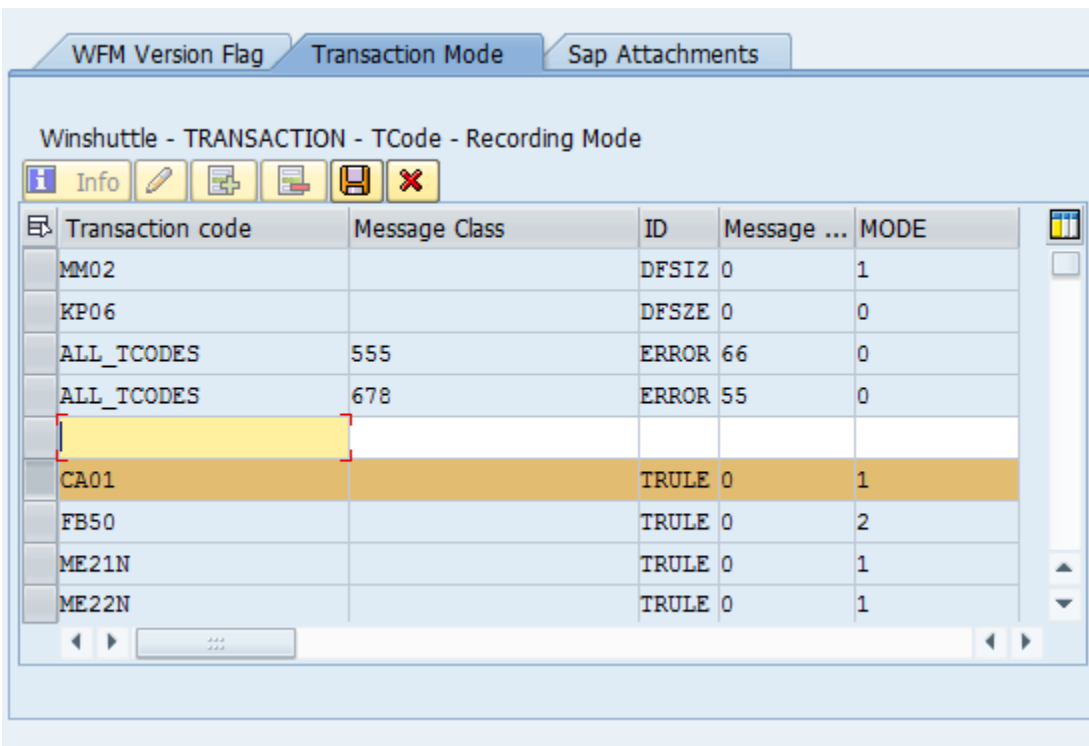 WFM Version Flag Transaction Mode Sap Attachments
Winshuttle - TRANSACTION - TCode - Recording Mode
Info
Transaction code Message Class ID Message ... MODE
MM02 DFSIZ 0 1
KP06 DFSZE 0 0
ALL_TCODES 555 ERROR 66 0
ALL_TCODES 678 ERROR 55 0
CA01 TRULE 0 1
FB50 TRULE 0 2
ME21N TRULE 0 1
ME22N TRULE 0 1